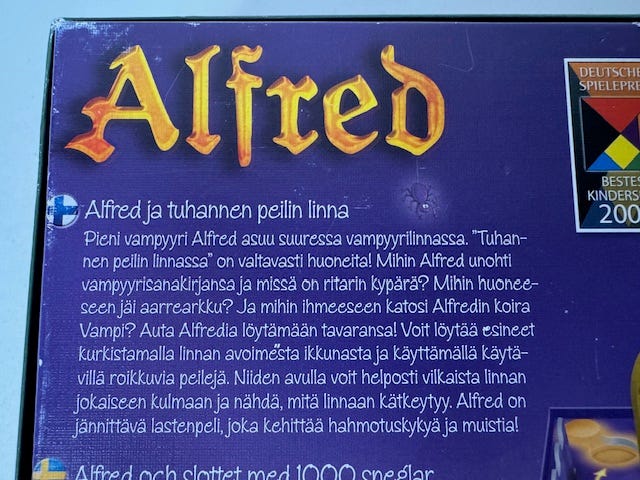 Alfred
DEUTSCHE
SPIELEPRE
BESTES
KINDERS
200
Alfred ja tuhannen peilin linna
Pieni vampyyri Alfred asuu suuressa vampyyrilinnassa. "Tuhan-
nen peilin linnassa" on valtavasti huoneita! Mihin Alfred unohti
vampyyrisanakirjansa ja missä on ritarin kypärä? Mihin huonee-
seen jäi aarrearkku? Ja mihin ihmeeseen katosi Alfredin koira
Vampi? Auta Alfredia löytämään tavaransa! Voit löytää esineet
kurkistamalla linnan avoimesta ikkunasta ja käyttämällä käytä-
villä roikkuvia peilejä. Niiden avulla voit helposti vilkaista linnan
jokaiseen kulmaan ja nähdä, mitä linnaan kätkeytyy. Alfred on
jännittävä lastenpeli, joka kehittää hahmotuskykyä ja muistia!
Alfred och slottet med 1000 speglar